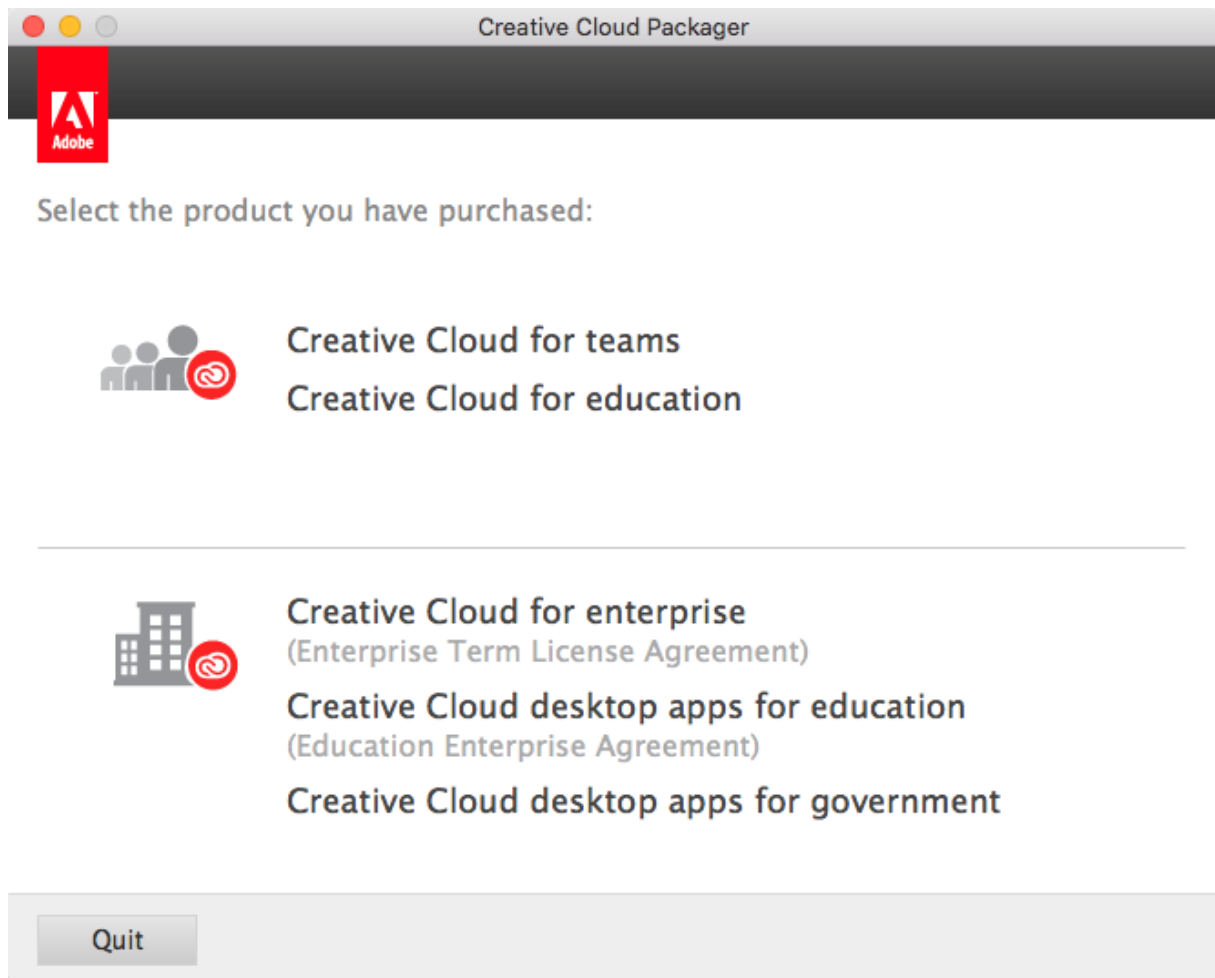 Creative Cloud Packager
Adobe
Select the product you have purchased:
Creative Cloud for teams
Creative Cloud for education
Creative Cloud for enterprise
(Enterprise Term License Agreement)
Creative Cloud desktop apps for education
(Education Enterprise Agreement)
Creative Cloud desktop apps for government
Quit